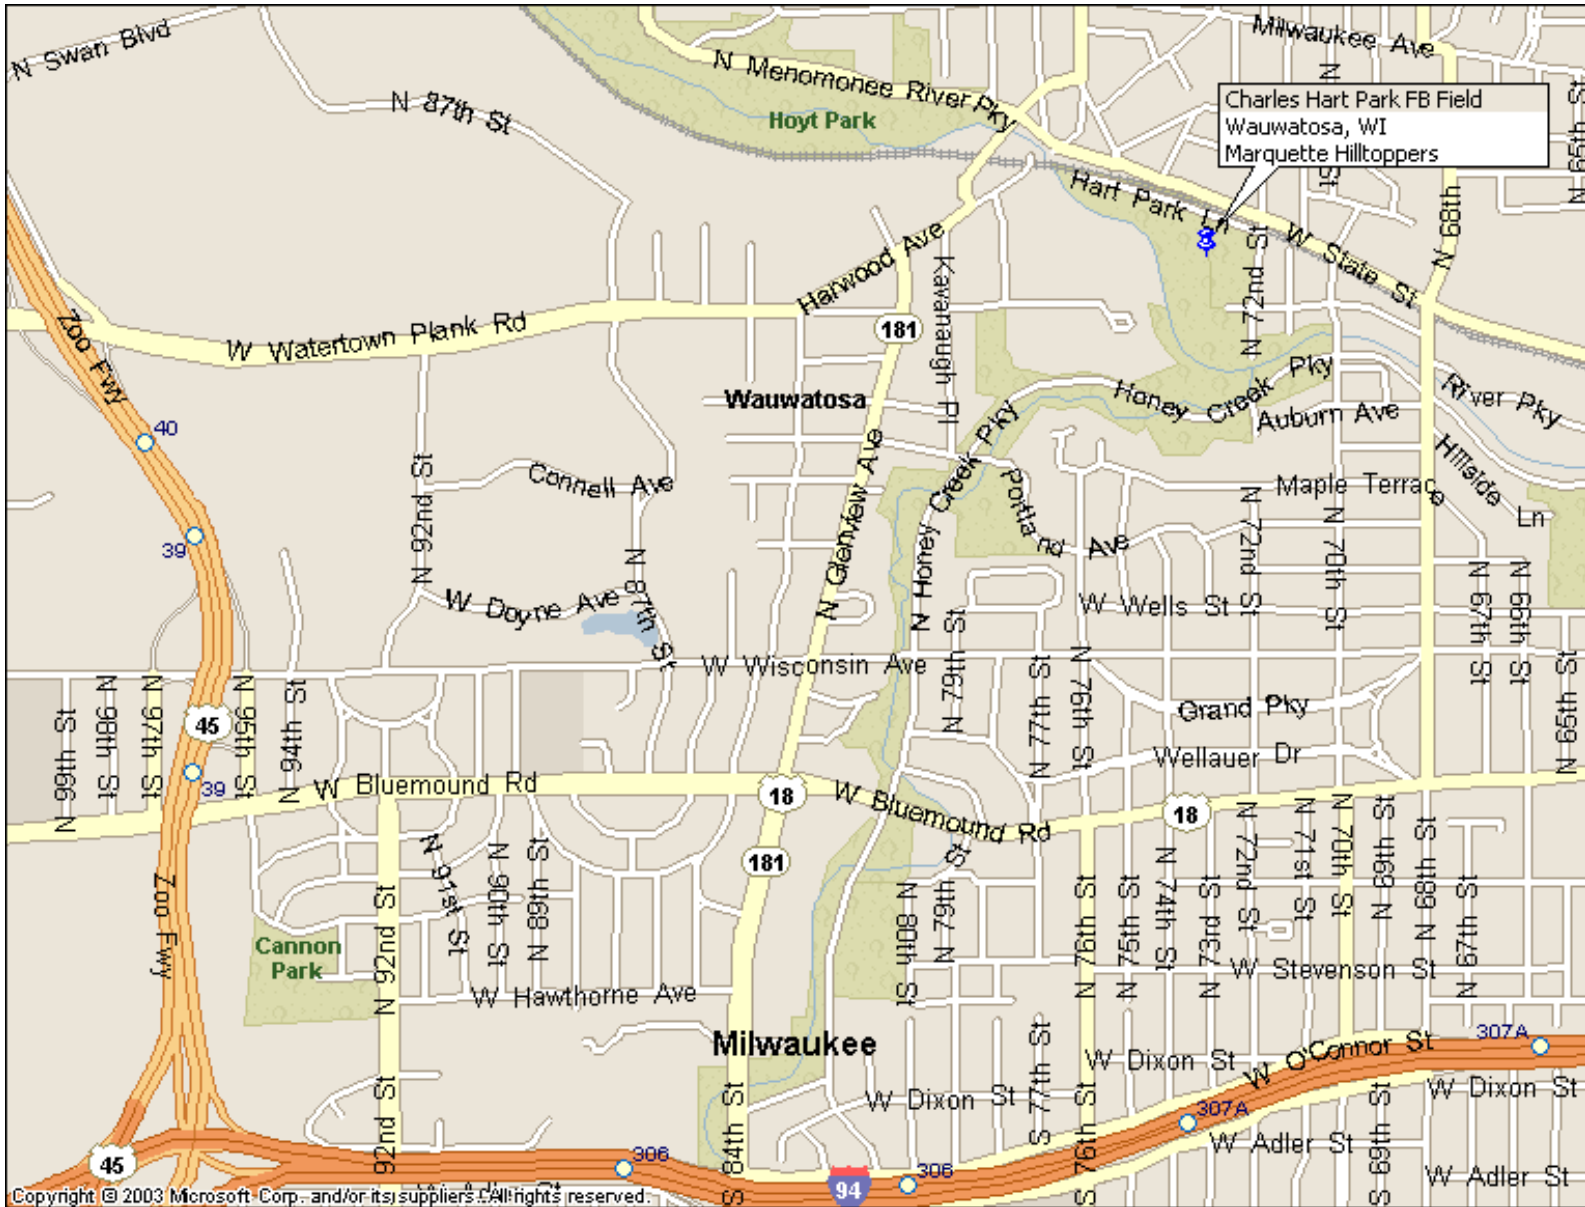 N Swan Blvd
Milwaukee Ave
N Menomonee River Pky
N 87th St
Hoyt Park
Charles Hart Park FB Field
Wauwatosa, WI
Marquette Hilltoppers
N 65th St
Hart Park Ln
N 68th
Harwood Ave
W State St
N 72nd St
Kavanaugh Pl
181
W Watertown Plank Rd
Zoo Fwy
Wauwatosa
Honey Creek Pky
River Pky
Auburn Ave
40
N Glenview Ave
N Honey Creek Pky
Hillside Ln
Connell Ave
Portland Ave
Maple Terrace
N 92nd St
39
N 72nd St
N 70th St
N 87th St
W Doyne Ave
W Wells St
N 67th St
N 66th St
N 79th St
W Wisconsin Ave
N 77th St
N 76th St
N 65th St
Grand Pky
N 99th St
N 98th St
N 97th St
45
N 95th St
N 94th St
39
Wellauer Dr
W Bluemound Rd
18
W Bluemound Rd
18
181
N 91st St
N 90th St
N 89th St
N 92nd St
Zoo Fwy
Cannon
Park
N 80th St
N 79th St
N 76th St
N 75th St
N 74th St
N 73rd St
N 72nd St
N 71st St
N 70th St
N 69th St
N 68th St
N 67th St
W Stevenson St
W Hawthorne Ave
Milwaukee
307A
W O'Connor St
W Dixon St
W Dixon St
W Dixon St
S 77th St
S 76th St
S 84th St
92nd St
307A
W Adler St
S 69th St
W Adler St
45
306
306
94
Copyright © 2003 Microsoft Corp. and/or its suppliers. All rights reserved.